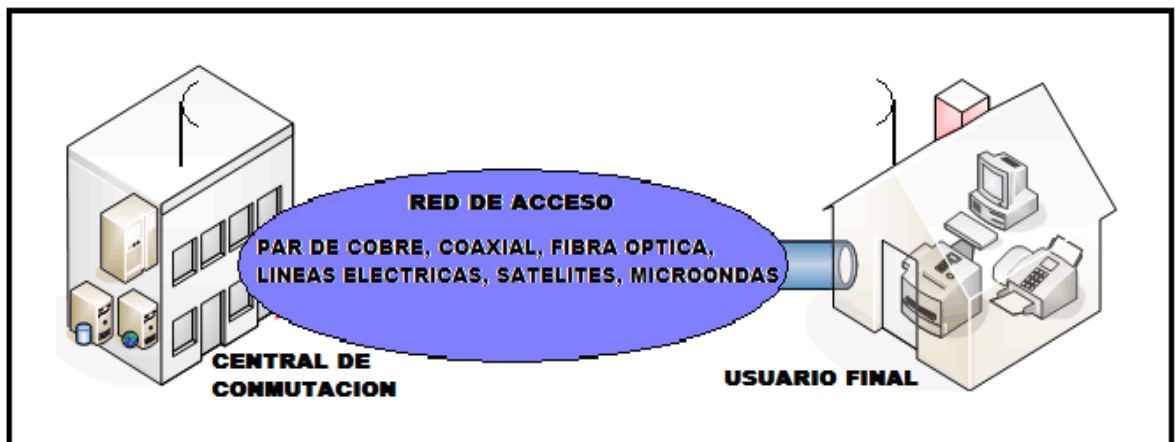 RED DE ACCESO
PAR DE COBRE, COAXIAL, FIBRA OPTICA,
LINEAS ELECTRICAS, SATELITES, MICROONDAS
CENTRAL DE
CONMUTACION
USUARIO FINAL